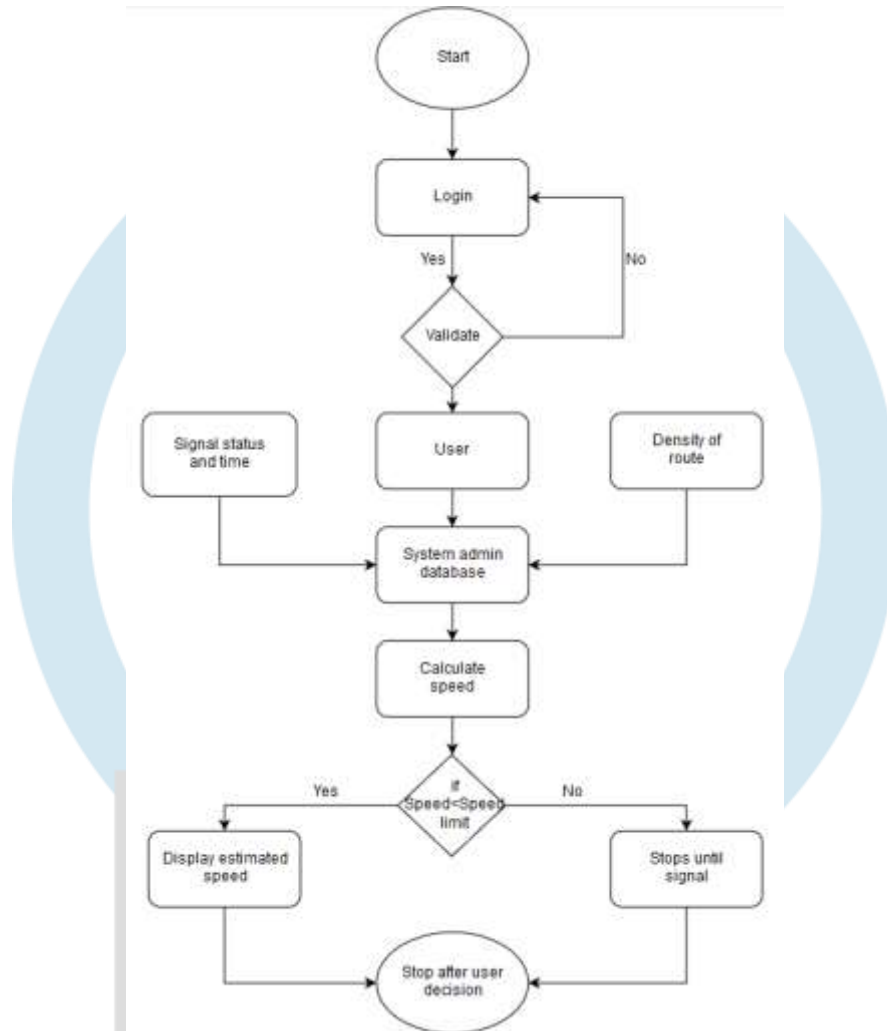 Start
Login
Yes
No
Validate
Signal status
and time
User
Density of
route
System admin
database
Calculate
speed
Yes
if
Speed<Speed
limit
No
Display estimated
speed
Stops until
signal
Stop after user
decision